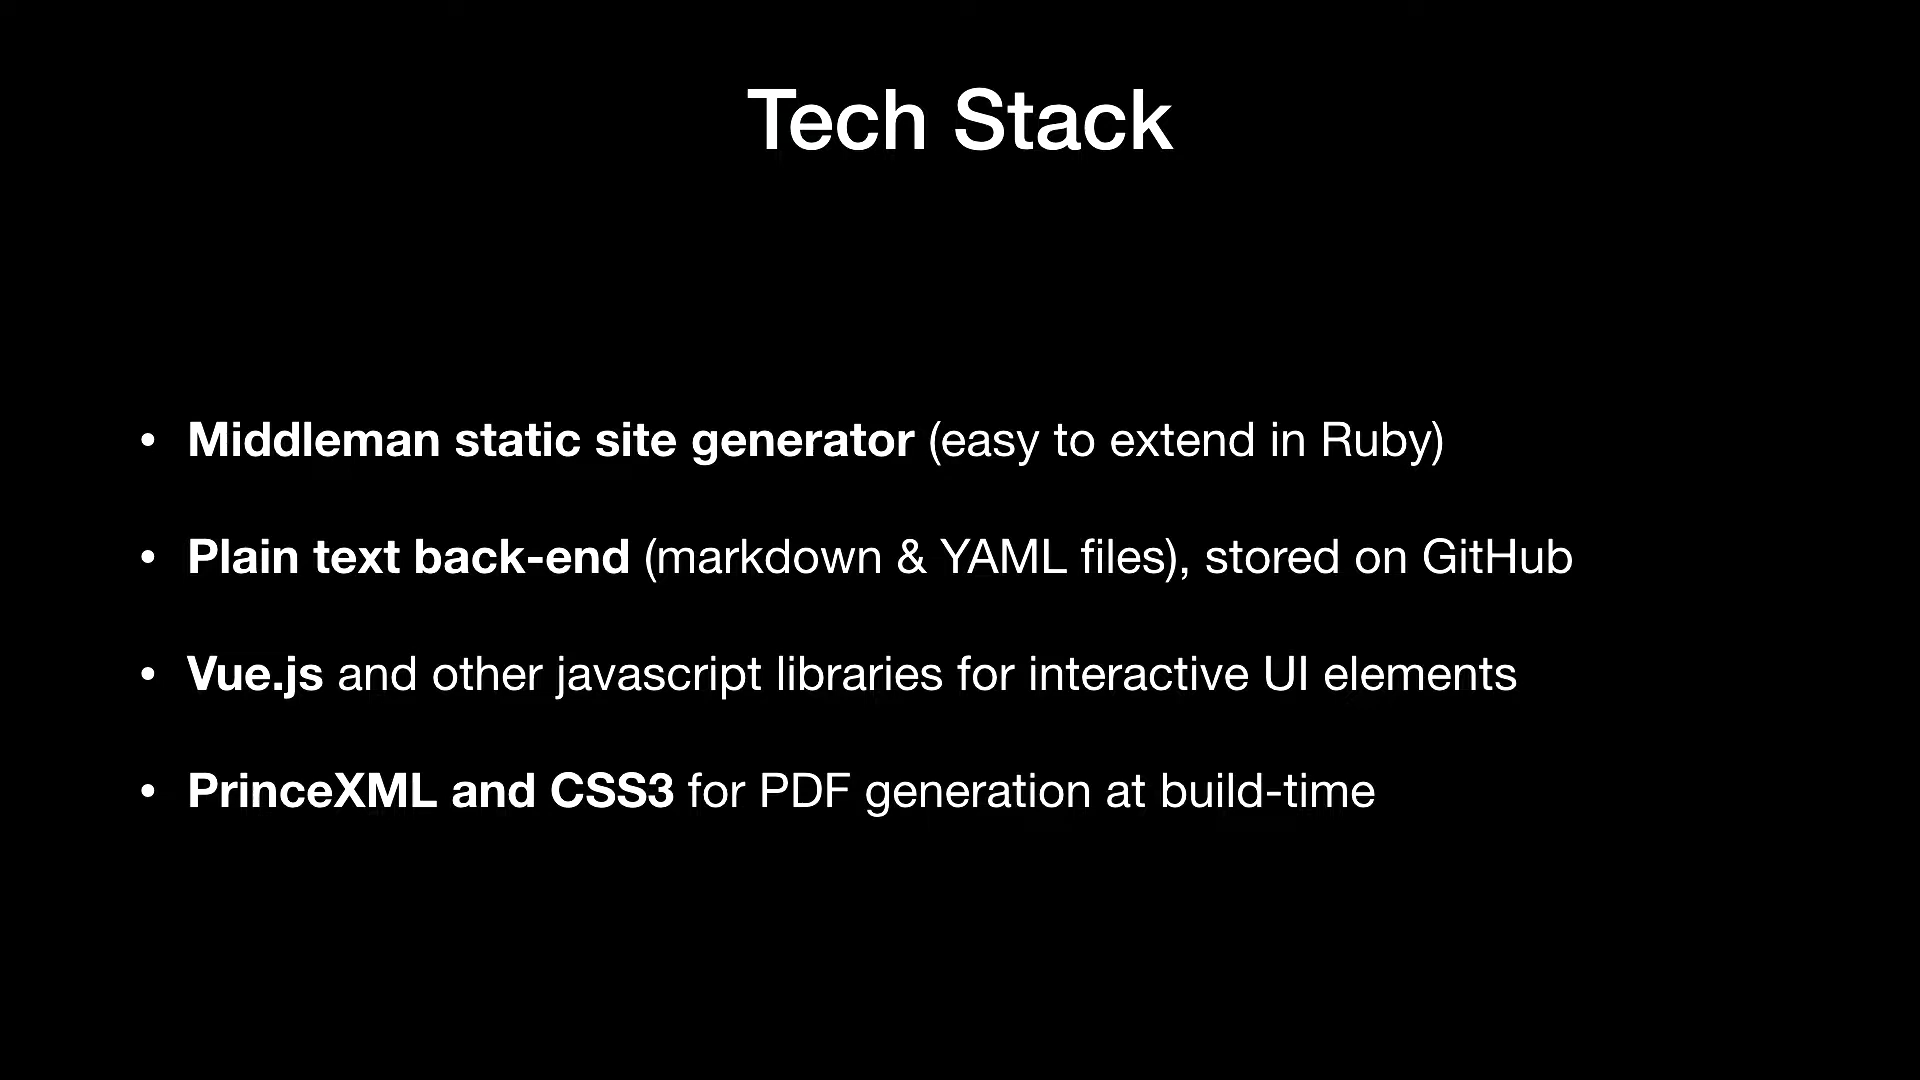 Tech Stack
• Middleman static site generator (easy to extend in Ruby)
• Plain text back-end (markdown & YAML files), stored on GitHub
• Vue.js and other javascript libraries for interactive UI elements
• PrinceXML and CSS3 for PDF generation at build-time